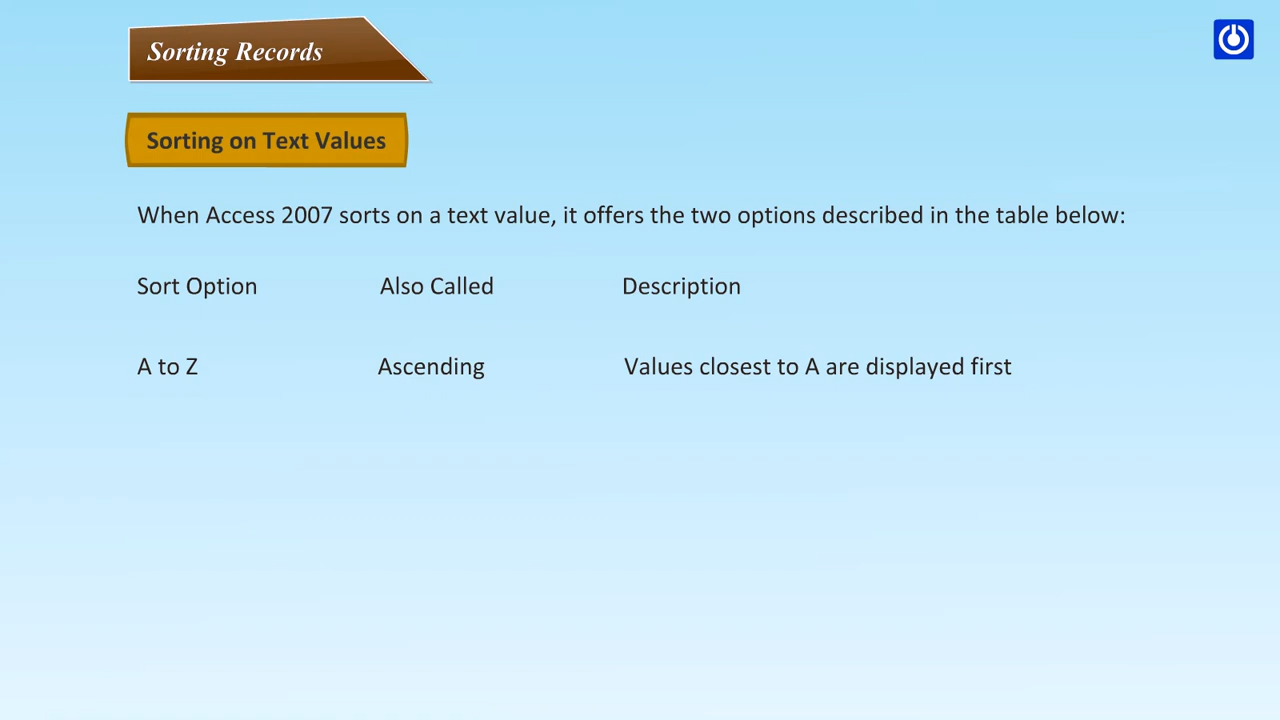 Sorting Records
Sorting on Text Values
When Access 2007 sorts on a text value, it offers the two options described in the table below:
Sort Option Also Called Description
A to Z Ascending Values closest to A are displayed first